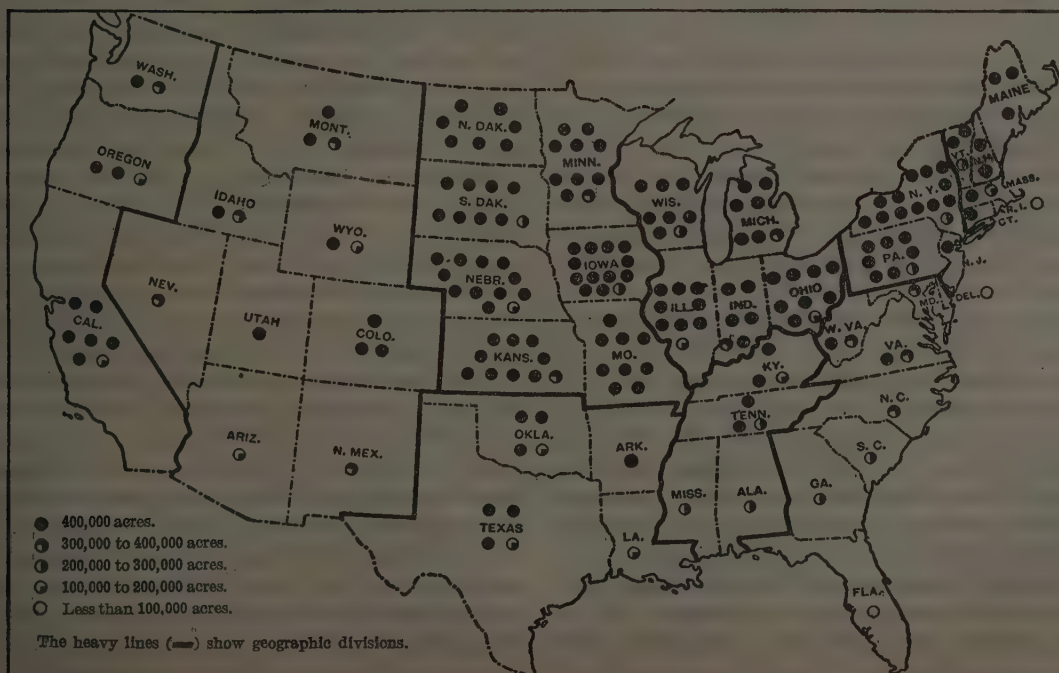 WASH.
OREGON
MONT.
IDAHO
WYO.
NEV.
CAL.
UTAH
COLO.
ARIZ.
N. MEX.
N. DAK.
S. DAK.
NEBR.
KANS.
OKLA.
TEXAS
MINN.
IOWA
MO.
ARK.
LA.
WIS.
MICH.
ILL.
IND.
OHIO
KY.
TENN.
MISS.
ALA.
GA.
FLA.
S. C.
N. C.
VA.
W. VA.
MD.
DEL.
PA.
N. J.
N. Y.
CT.
R. I.
MASS.
VT.
N. H.
MAINE
400,000 acres.
300,000 to 400,000 acres.
200,000 to 300,000 acres.
100,000 to 200,000 acres.
Less than 100,000 acres.
The heavy lines (▬) show geographic divisions.